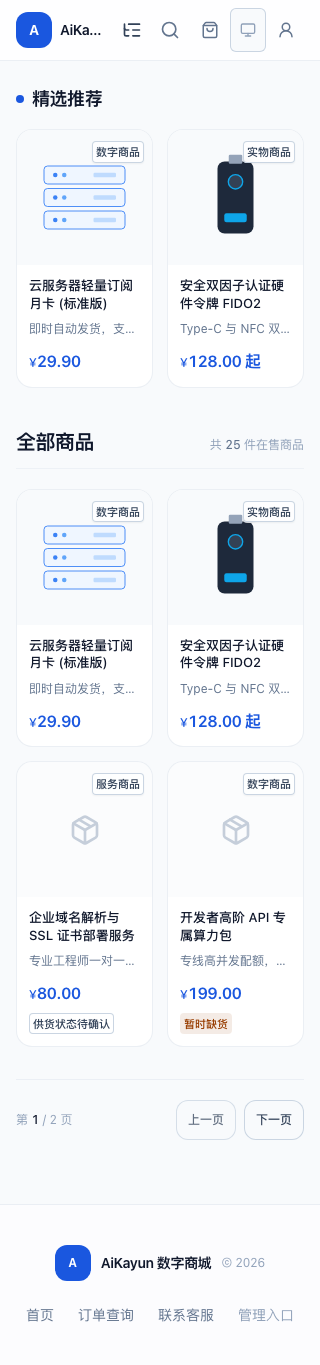 A
AiKa...
精选推荐
数字商品
云服务器轻量订阅
月卡 (标准版)
即时自动发货，支...
¥29.90
实物商品
安全双因子认证硬
件令牌 FIDO2
Type-C 与 NFC 双...
¥128.00 起
全部商品
共 25 件在售商品
数字商品
云服务器轻量订阅
月卡 (标准版)
即时自动发货，支...
¥29.90
实物商品
安全双因子认证硬
件令牌 FIDO2
Type-C 与 NFC 双...
¥128.00 起
服务商品
企业域名解析与
SSL 证书部署服务
专业工程师一对一...
¥80.00
供货状态待确认
数字商品
开发者高阶 API 专
属算力包
专线高并发配额，...
¥199.00
暂时缺货
第 1 / 2 页
上一页
下一页
A
AiKayun 数字商城
© 2026
首页
订单查询
联系客服
管理入口